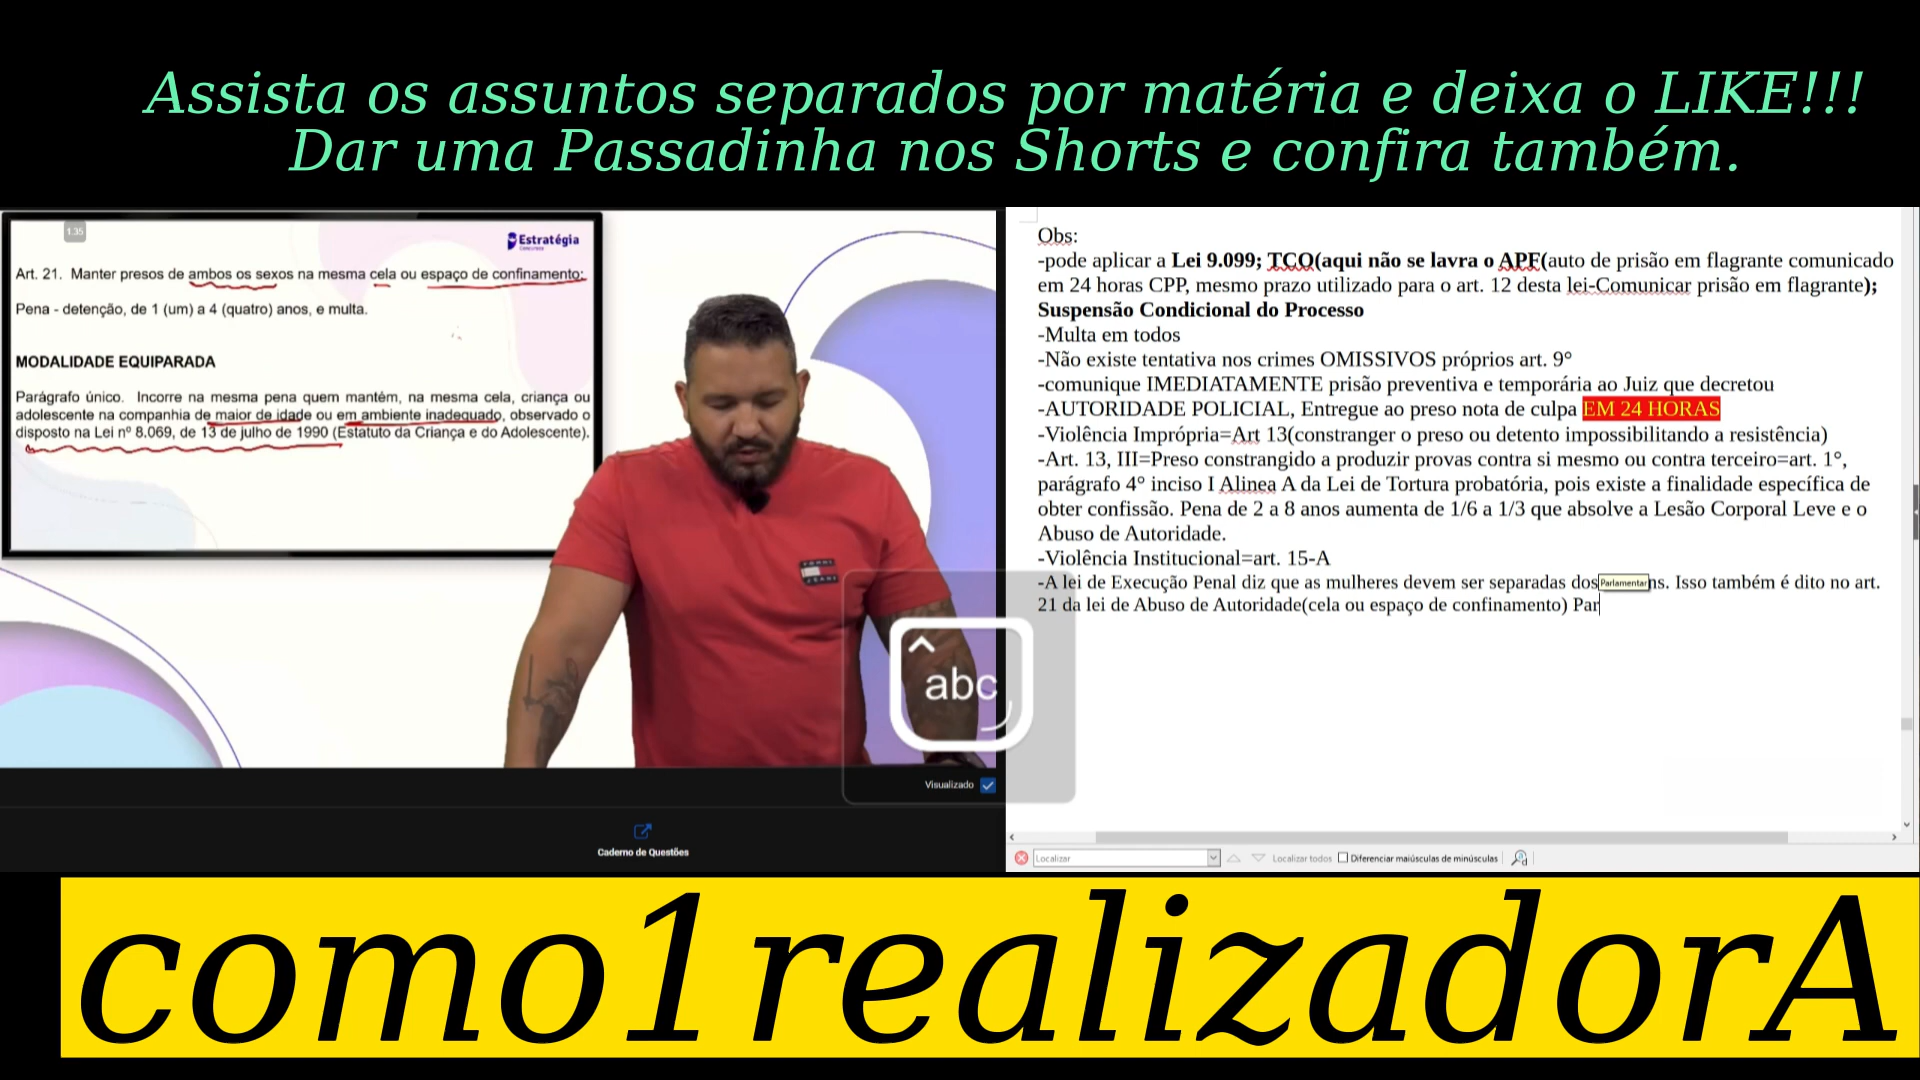 Assista os assuntos separados por matéria e deixa o LIKE!!!
Dar uma Passadinha nos Shorts e confira também.
1.35
Estratégia
Concursos
Art. 21. Manter presos de ambos os sexos na mesma cela ou espaço de confinamento:
Pena - detenção, de 1 (um) a 4 (quatro) anos, e multa.
MODALIDADE EQUIPARADA
Parágrafo único. Incorre na mesma pena quem mantém, na mesma cela, criança ou
adolescente na companhia de maior de idade ou em ambiente inadequado, observado o
disposto na Lei nº 8.069, de 13 de julho de 1990 (Estatuto da Criança e do Adolescente).
TOMMY
JEANS
abc
Visualizado
Caderno de Questões
Obs:
-pode aplicar a Lei 9.099; TCO(aqui não se lavra o APF(auto de prisão em flagrante comunicado
em 24 horas CPP, mesmo prazo utilizado para o art. 12 desta lei-Comunicar prisão em flagrante);
Suspensão Condicional do Processo
-Multa em todos
-Não existe tentativa nos crimes OMISSIVOS próprios art. 9°
-comunique IMEDIATAMENTE prisão preventiva e temporária ao Juiz que decretou
-AUTORIDADE POLICIAL, Entregue ao preso nota de culpa EM 24 HORAS
-Violência Imprópria=Art 13(constranger o preso ou detento impossibilitando a resistência)
-Art. 13, III=Preso constrangido a produzir provas contra si mesmo ou contra terceiro=art. 1°,
parágrafo 4° inciso I Alinea A da Lei de Tortura probatória, pois existe a finalidade específica de
obter confissão. Pena de 2 a 8 anos aumenta de 1/6 a 1/3 que absolve a Lesão Corporal Leve e o
Abuso de Autoridade.
-Violência Institucional=art. 15-A
-A lei de Execução Penal diz que as mulheres devem ser separadas dos Parlamentar ns. Isso também é dito no art.
21 da lei de Abuso de Autoridade(cela ou espaço de confinamento) Par
Localizar
Localizar todos
Diferenciar maiúsculas de minúsculas
como1realizadorA